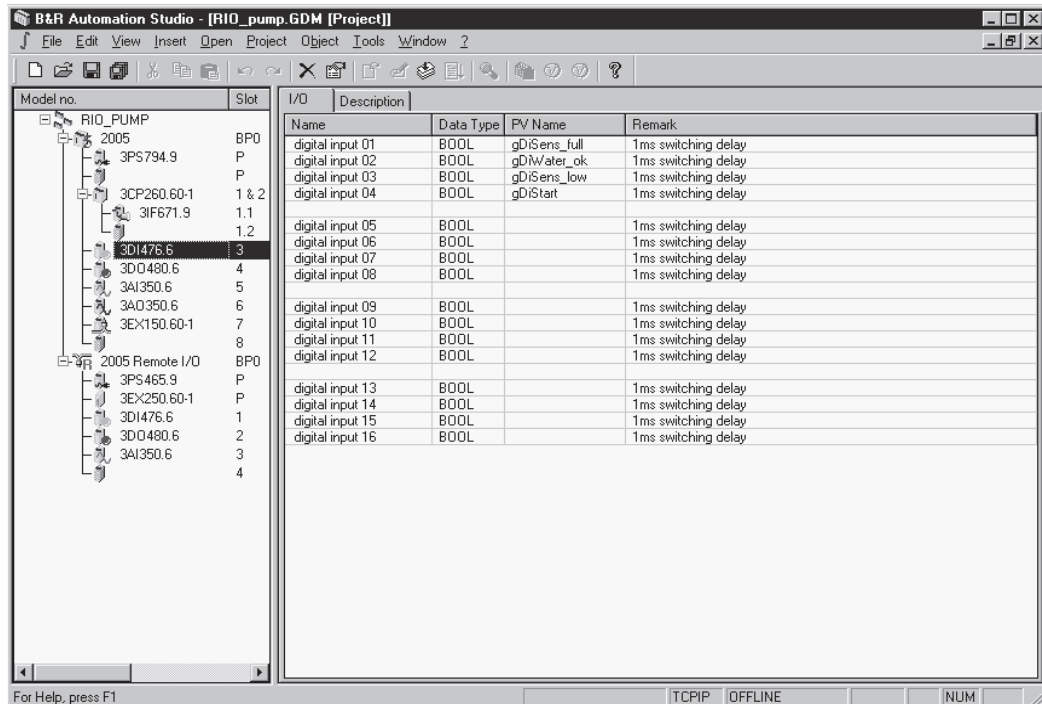 B&R Automation Studio - [RIO_pump.GDM [Project]]
File Edit View Insert Open Project Object Tools Window ?
Model no. Slot
RIO_PUMP
2005 BP0
3PS794.9 P
P
3CP260.60-1 1 & 2
3IF671.9 1.1
1.2
3DI476.6 3
3DO480.6 4
3AI350.6 5
3AO350.6 6
3EX150.60-1 7
8
2005 Remote I/O BP0
3PS465.9 P
3EX250.60-1 P
3DI476.6 1
3DO480.6 2
3AI350.6 3
4
I/O Description
Name Data Type PV Name Remark
digital input 01 BOOL gDiSens_full 1ms switching delay
digital input 02 BOOL gDiWater_ok 1ms switching delay
digital input 03 BOOL gDiSens_low 1ms switching delay
digital input 04 BOOL gDiStart 1ms switching delay
digital input 05 BOOL 1ms switching delay
digital input 06 BOOL 1ms switching delay
digital input 07 BOOL 1ms switching delay
digital input 08 BOOL 1ms switching delay
digital input 09 BOOL 1ms switching delay
digital input 10 BOOL 1ms switching delay
digital input 11 BOOL 1ms switching delay
digital input 12 BOOL 1ms switching delay
digital input 13 BOOL 1ms switching delay
digital input 14 BOOL 1ms switching delay
digital input 15 BOOL 1ms switching delay
digital input 16 BOOL 1ms switching delay
For Help, press F1 TCPIP OFFLINE NUM